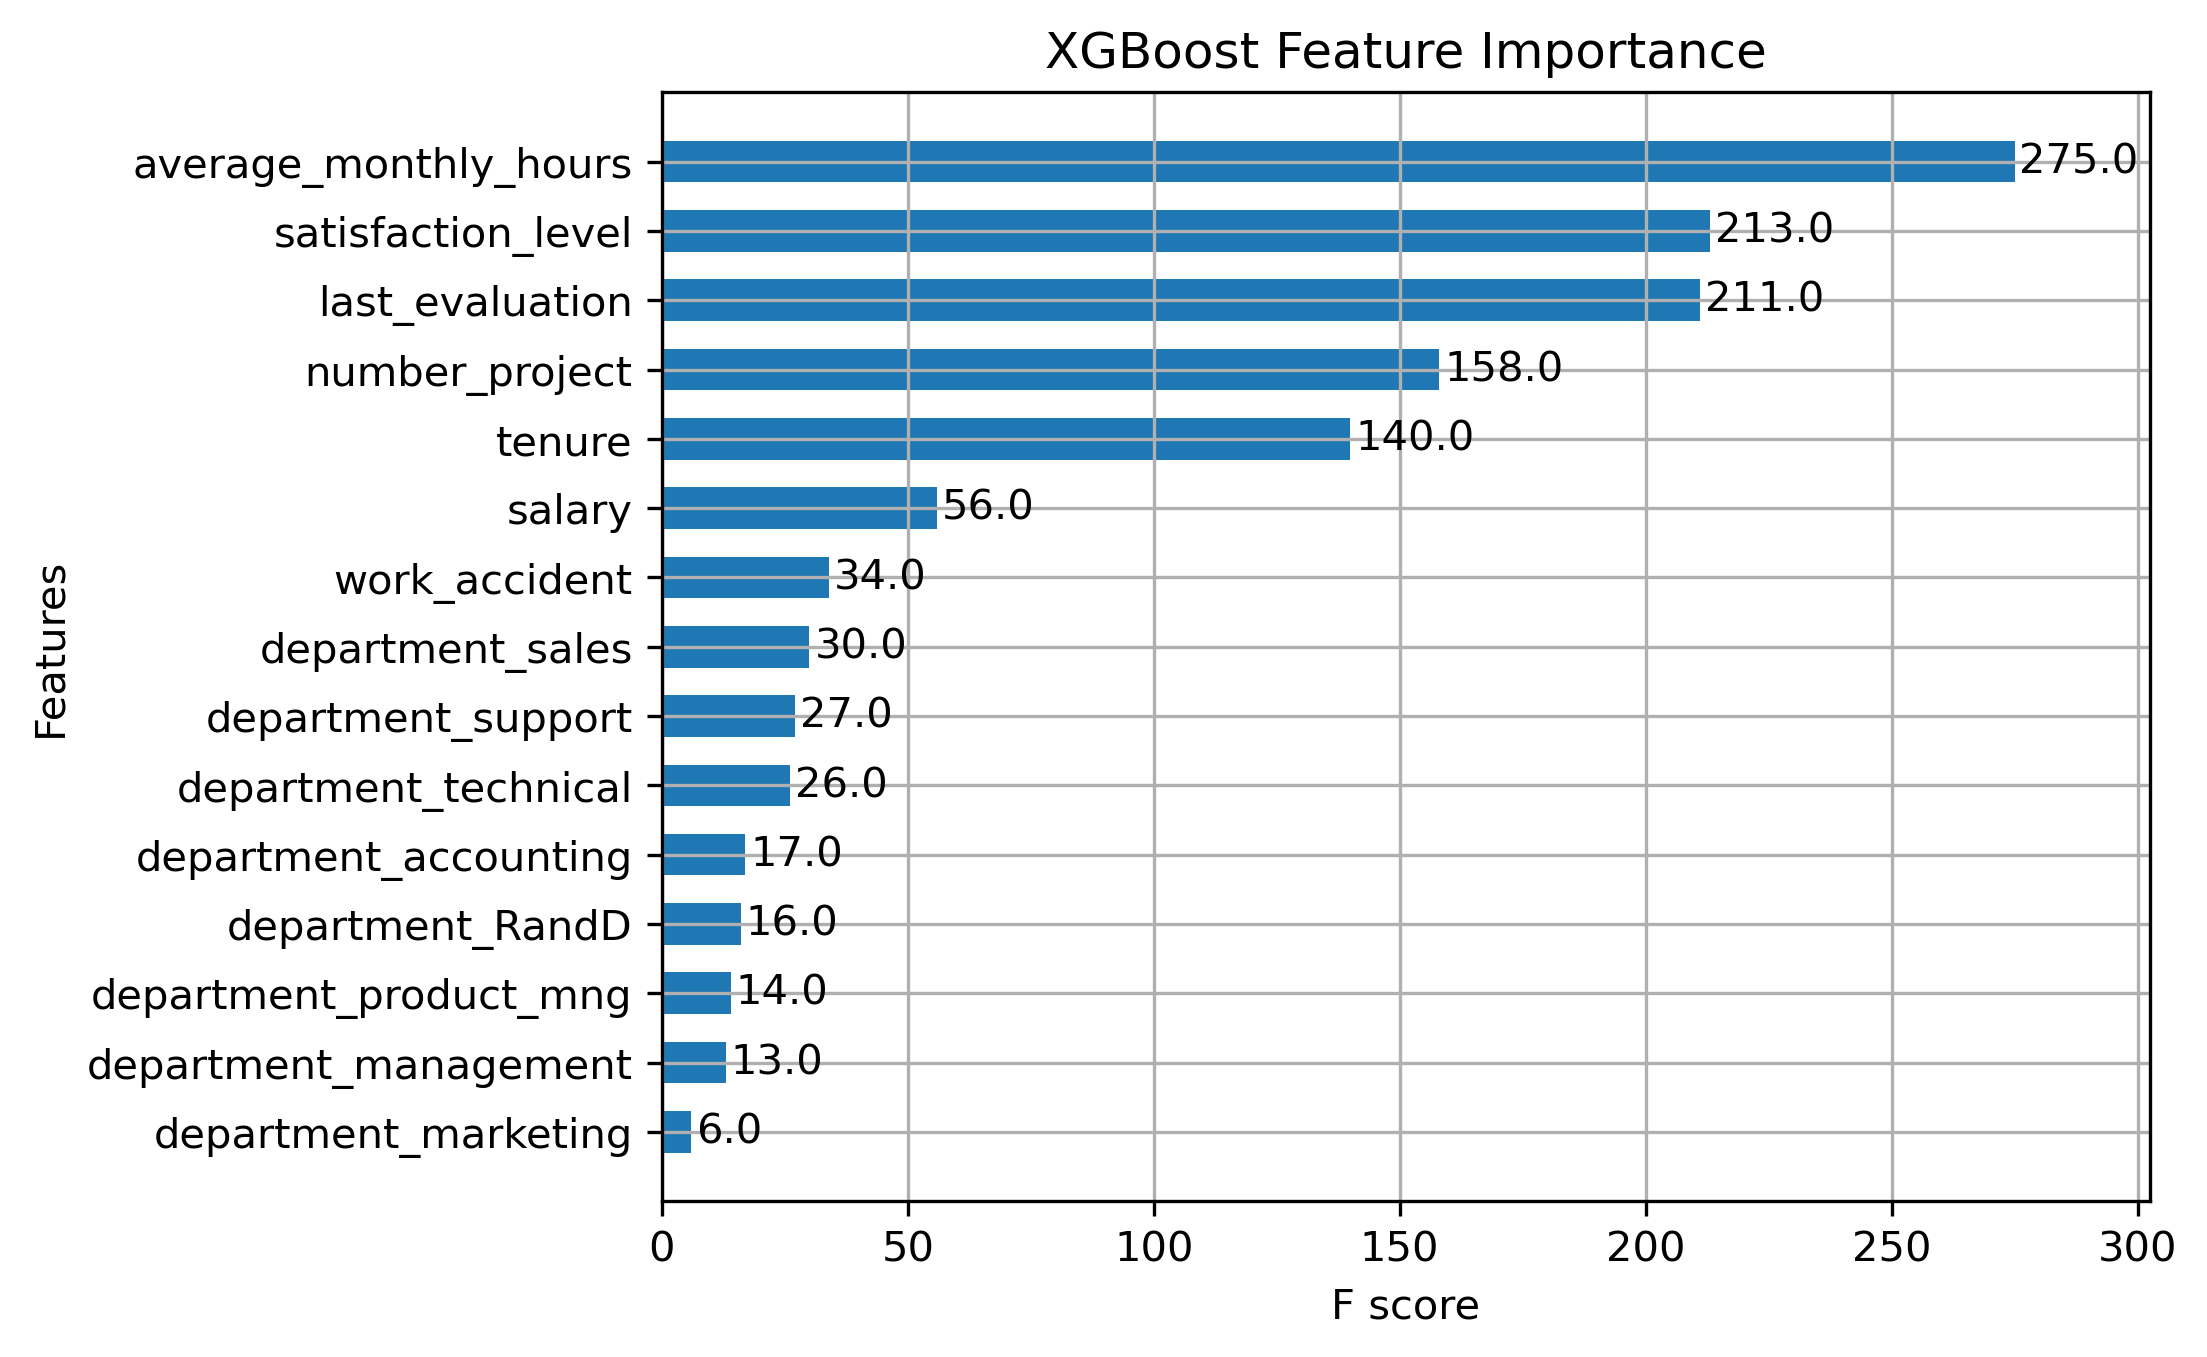 XGBoost Feature Importance
average_monthly_hours 275.0
satisfaction_level 213.0
last_evaluation 211.0
number_project 158.0
tenure 140.0
salary 56.0
work_accident 34.0
department_sales 30.0
department_support 27.0
department_technical 26.0
department_accounting 17.0
department_RandD 16.0
department_product_mng 14.0
department_management 13.0
department_marketing 6.0
Features
0 50 100 150 200 250 300
F score